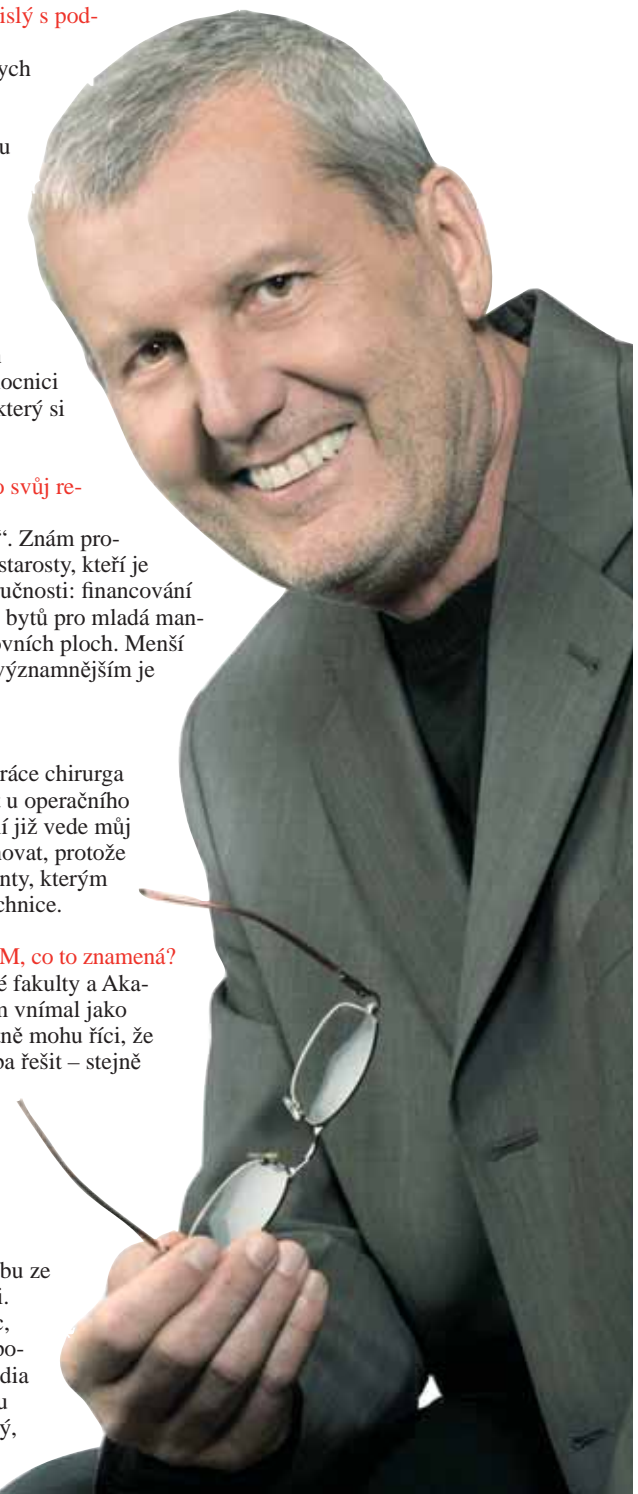 islý s pod-
ych
u
ocnici
který si
o svůj re-
“. Znám pro-
starosty, kteří je
učnosti: financování
bytů pro mladá man-
ovních ploch. Menší
významnějším je
ráce chirurga
u operačního
í již vede můj
novat, protože
nty, kterým
chnice.
M, co to znamená?
é fakulty a Aka-
n vnímal jako
ně mohu říci, že
ba řešit – stejně
bu ze
i.
c,
po-
dia
u
ý,